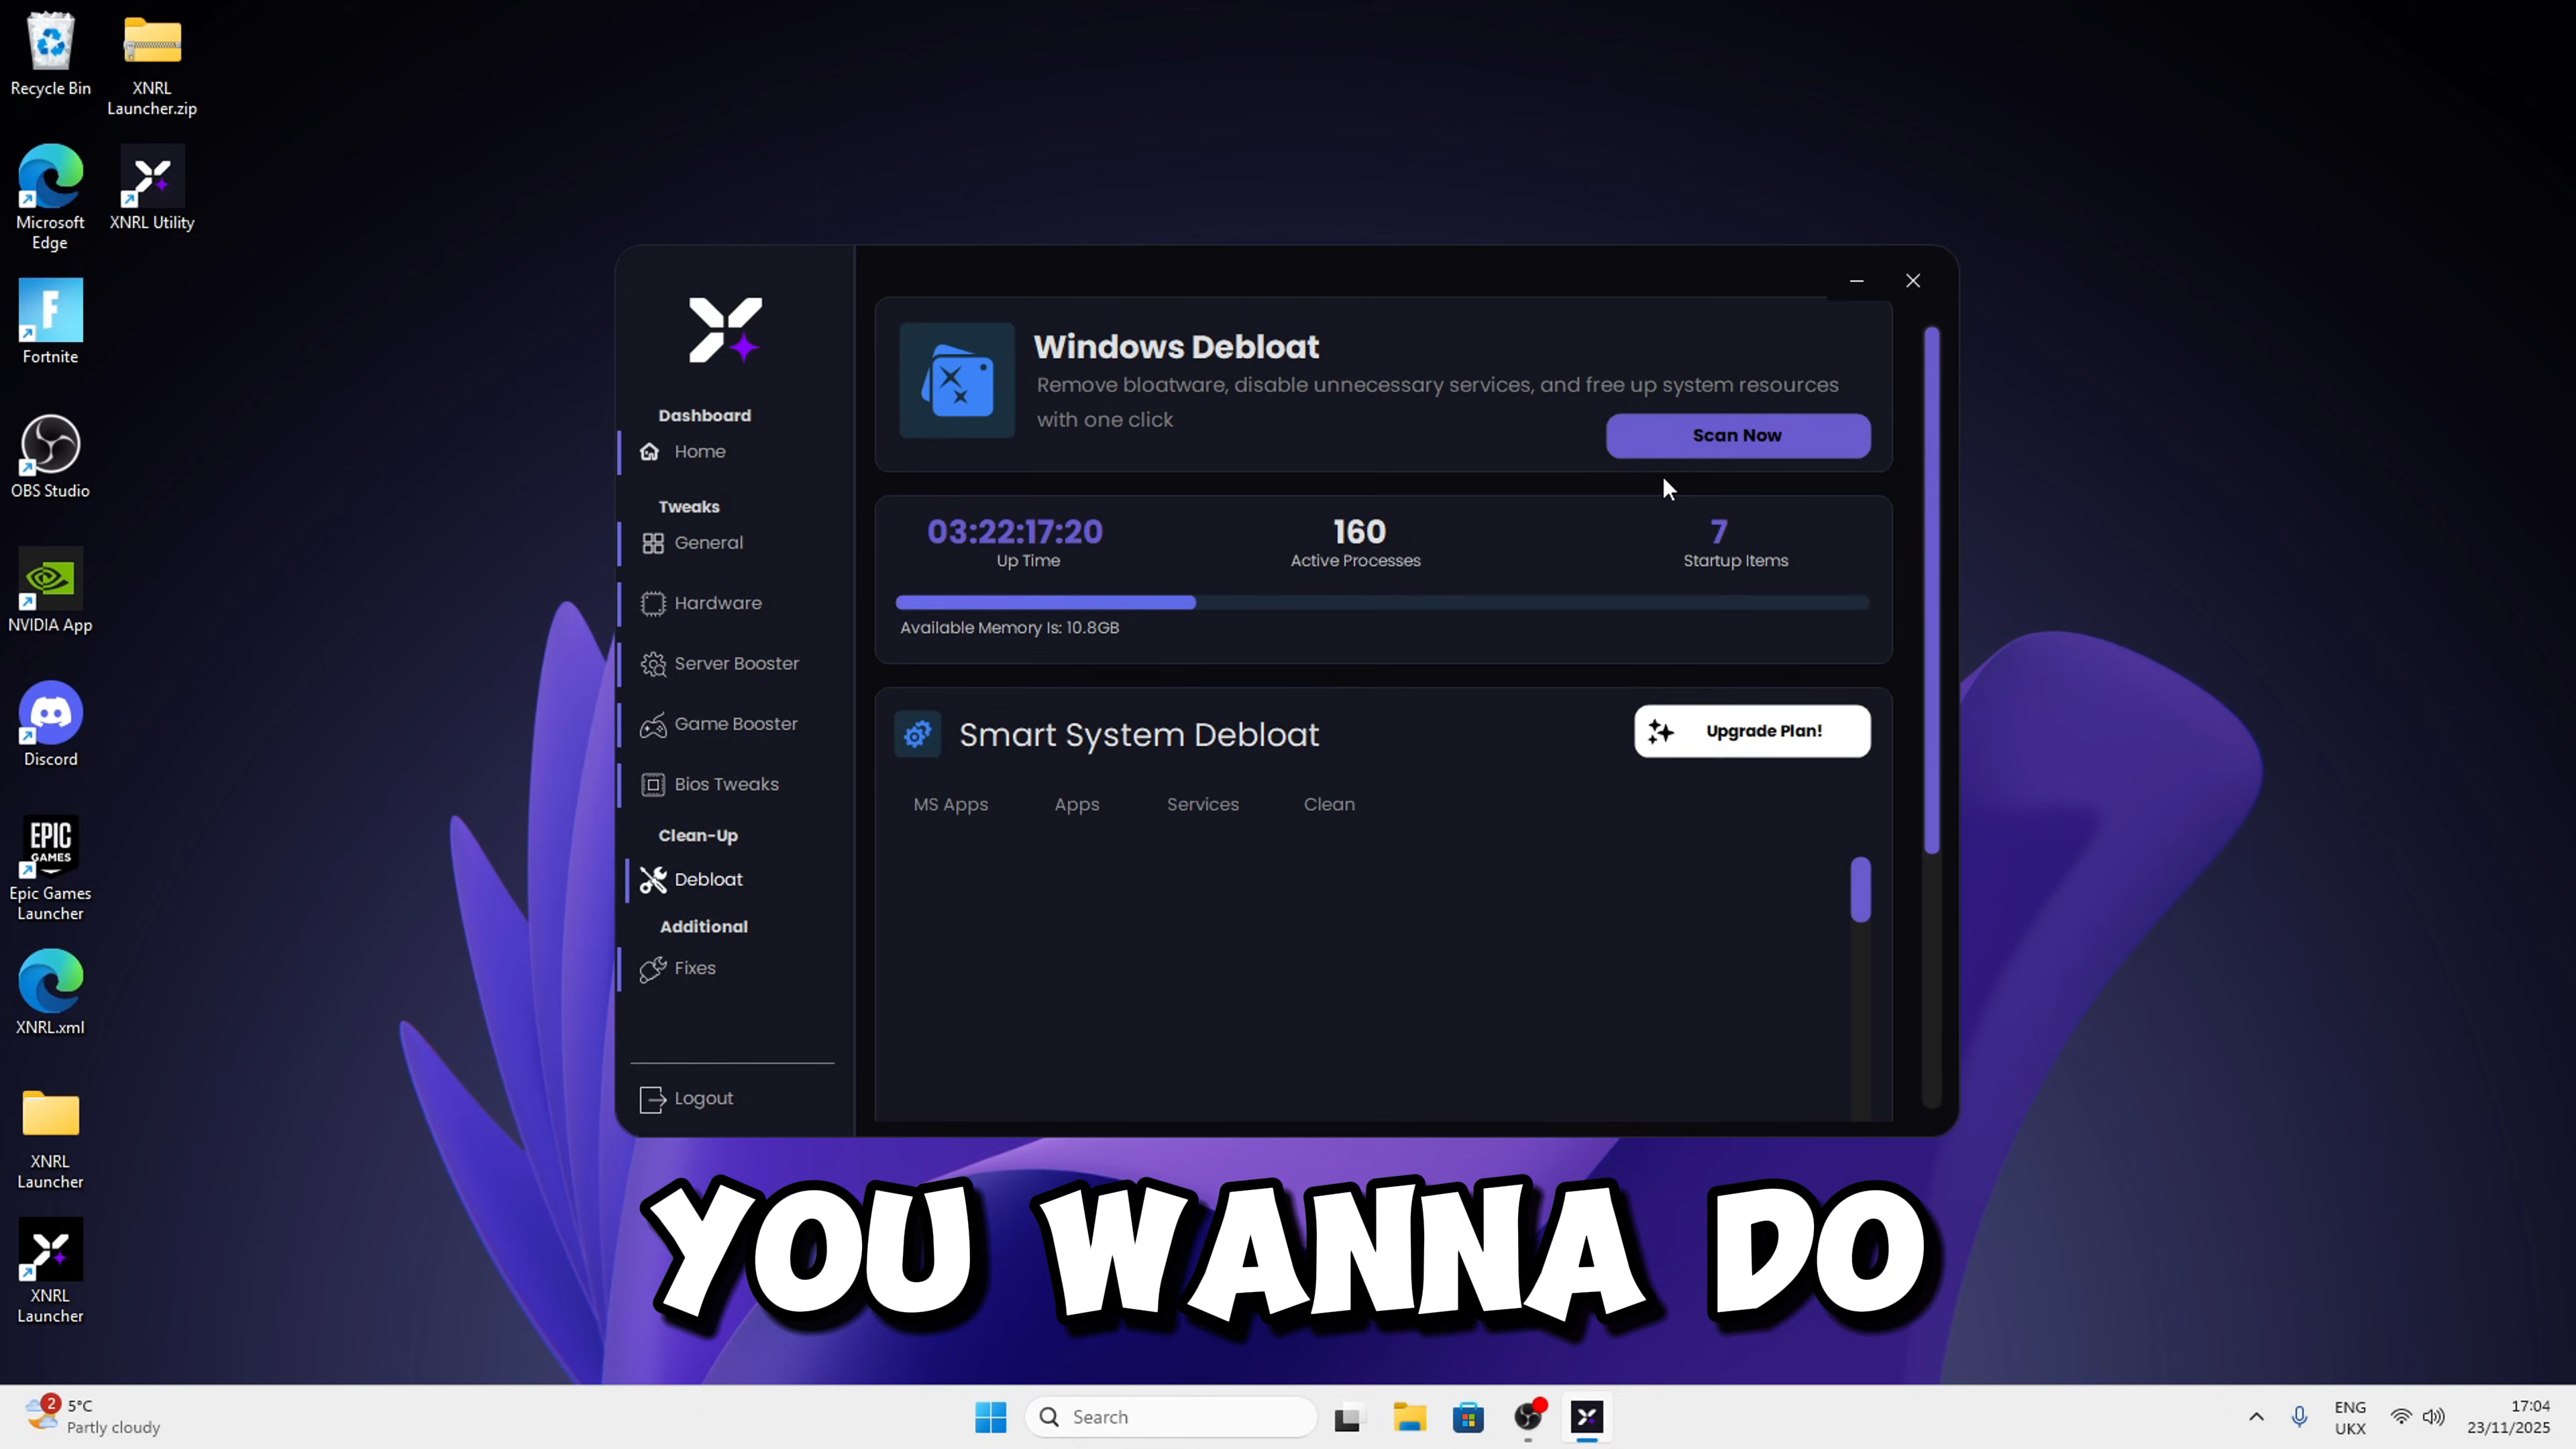 Recycle Bin
XNRL
Launcher.zip
Microsoft
Edge
XNRL Utility
Fortnite
OBS Studio
NVIDIA App
Discord
EPIC
GAMES
Epic Games
Launcher
XNRL.xml
XNRL
Launcher
XNRL
Launcher
Dashboard
Home
Tweaks
General
Hardware
Server Booster
Game Booster
Bios Tweaks
Clean-Up
Debloat
Additional
Fixes
Logout
Windows Debloat
Remove bloatware, disable unnecessary services, and free up system resources
with one click
Scan Now
03:22:17:20
Up Time
160
Active Processes
7
Startup Items
Available Memory Is: 10.8GB
Smart System Debloat
Upgrade Plan!
MS Apps
Apps
Services
Clean
YOU WANNA DO
2
5°C
Partly cloudy
Search
ENG
UKX
17:04
23/11/2025